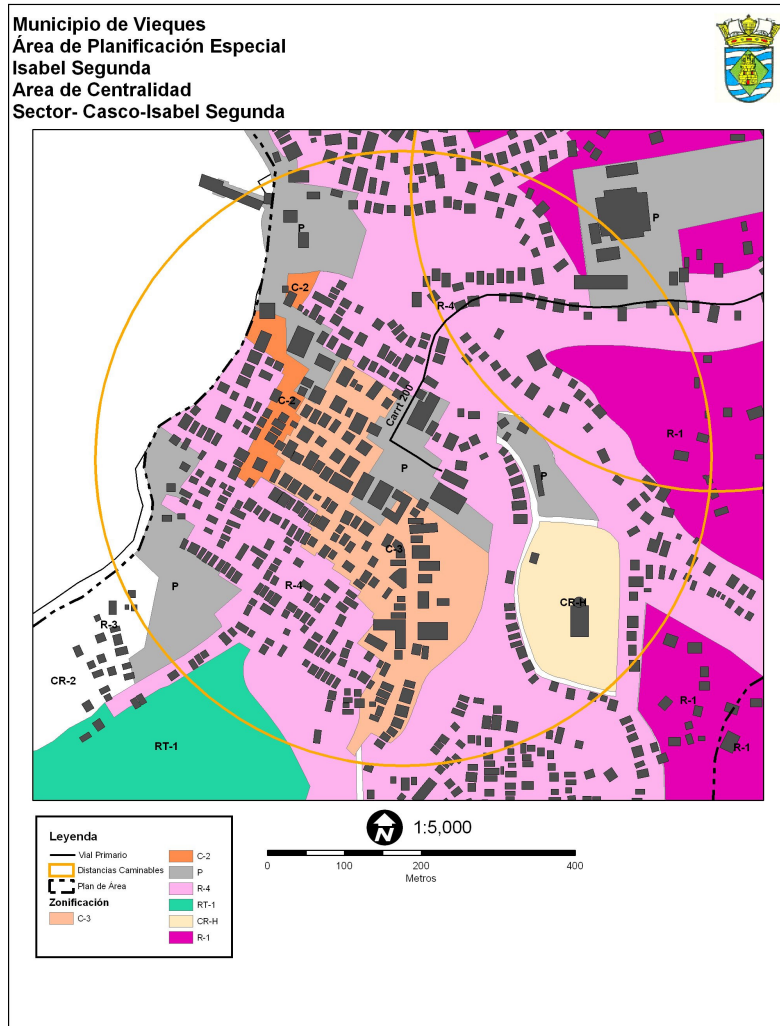 Municipio de Vieques
Área de Planificación Especial
Isabel Segunda
Area de Centralidad
Sector- Casco-Isabel Segunda
P
P
C-2
R-4
C-2
Carrt 200
R-1
P
P
C-3
P
R-4
CR-H
R-3
CR-2
R-1
RT-1
R-1
N
1:5,000
0 100 200 400
Metros
Leyenda
Vial Primario
Distancias Caminables
Plan de Área
Zonificación
C-3
C-2
P
R-4
RT-1
CR-H
R-1